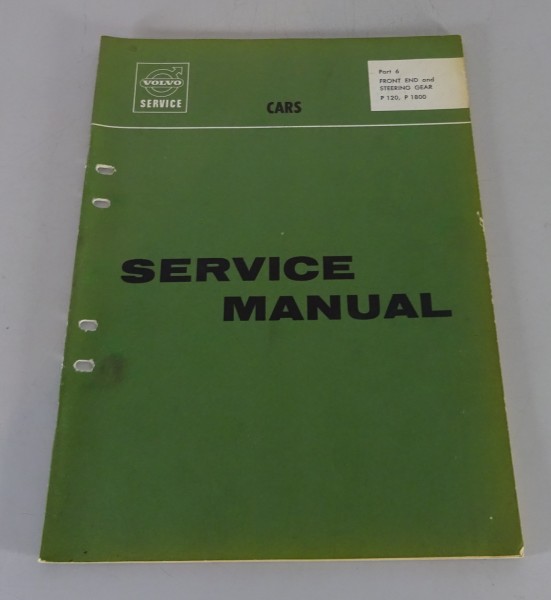 VOLVO
SERVICE
CARS
Part 6
FRONT END and
STEERING GEAR
P 120, P 1800
SERVICE
MANUAL